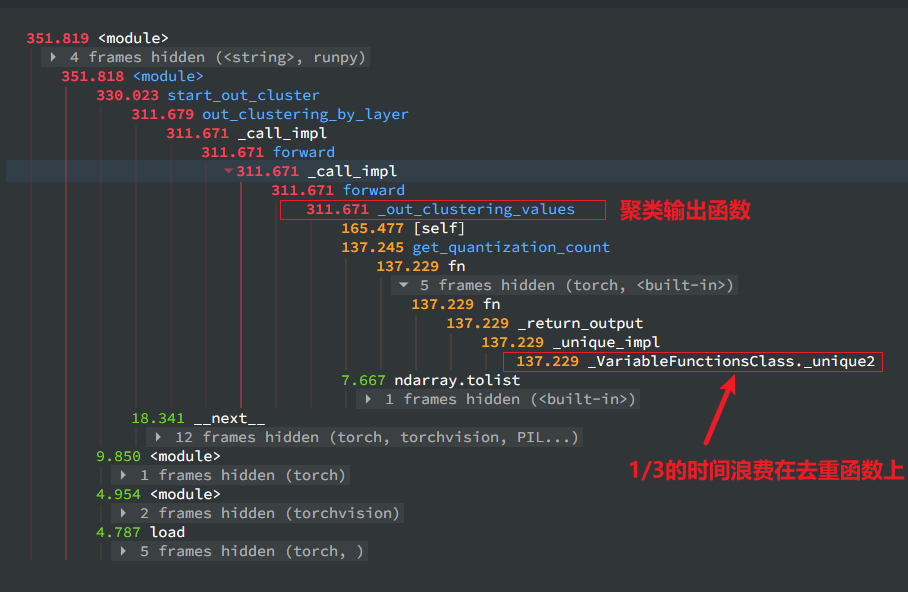 351.819 <module>
4 frames hidden (<string>, runpy)
351.818 <module>
330.023 start_out_cluster
311.679 out_clustering_by_layer
311.671 _call_impl
311.671 forward
311.671 _call_impl
311.671 forward
311.671 _out_clustering_values 聚类输出函数
165.477 [self]
137.245 get_quantization_count
137.229 fn
5 frames hidden (torch, <built-in>)
137.229 fn
137.229 _return_output
137.229 _unique_impl
137.229 _VariableFunctionsClass._unique2
7.667 ndarray.tolist
1 frames hidden (<built-in>)
18.341 __next__
12 frames hidden (torch, torchvision, PIL...)
9.850 <module>
1/3的时间浪费在去重函数上
1 frames hidden (torch)
4.954 <module>
2 frames hidden (torchvision)
4.787 load
5 frames hidden (torch, )